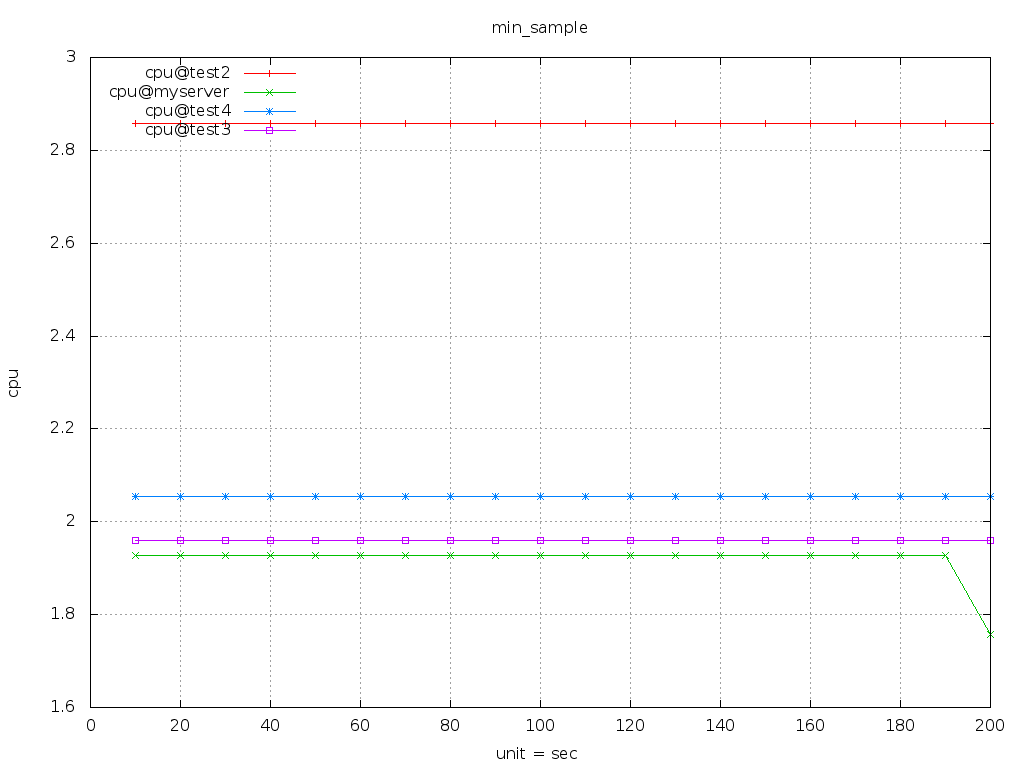 min_sample
cpu@test2
cpu@myserver
cpu@test4
cpu@test3
3
2.8
2.6
2.4
2.2
2
1.8
1.6
cpu
0 20 40 60 80 100 120 140 160 180 200
unit = sec